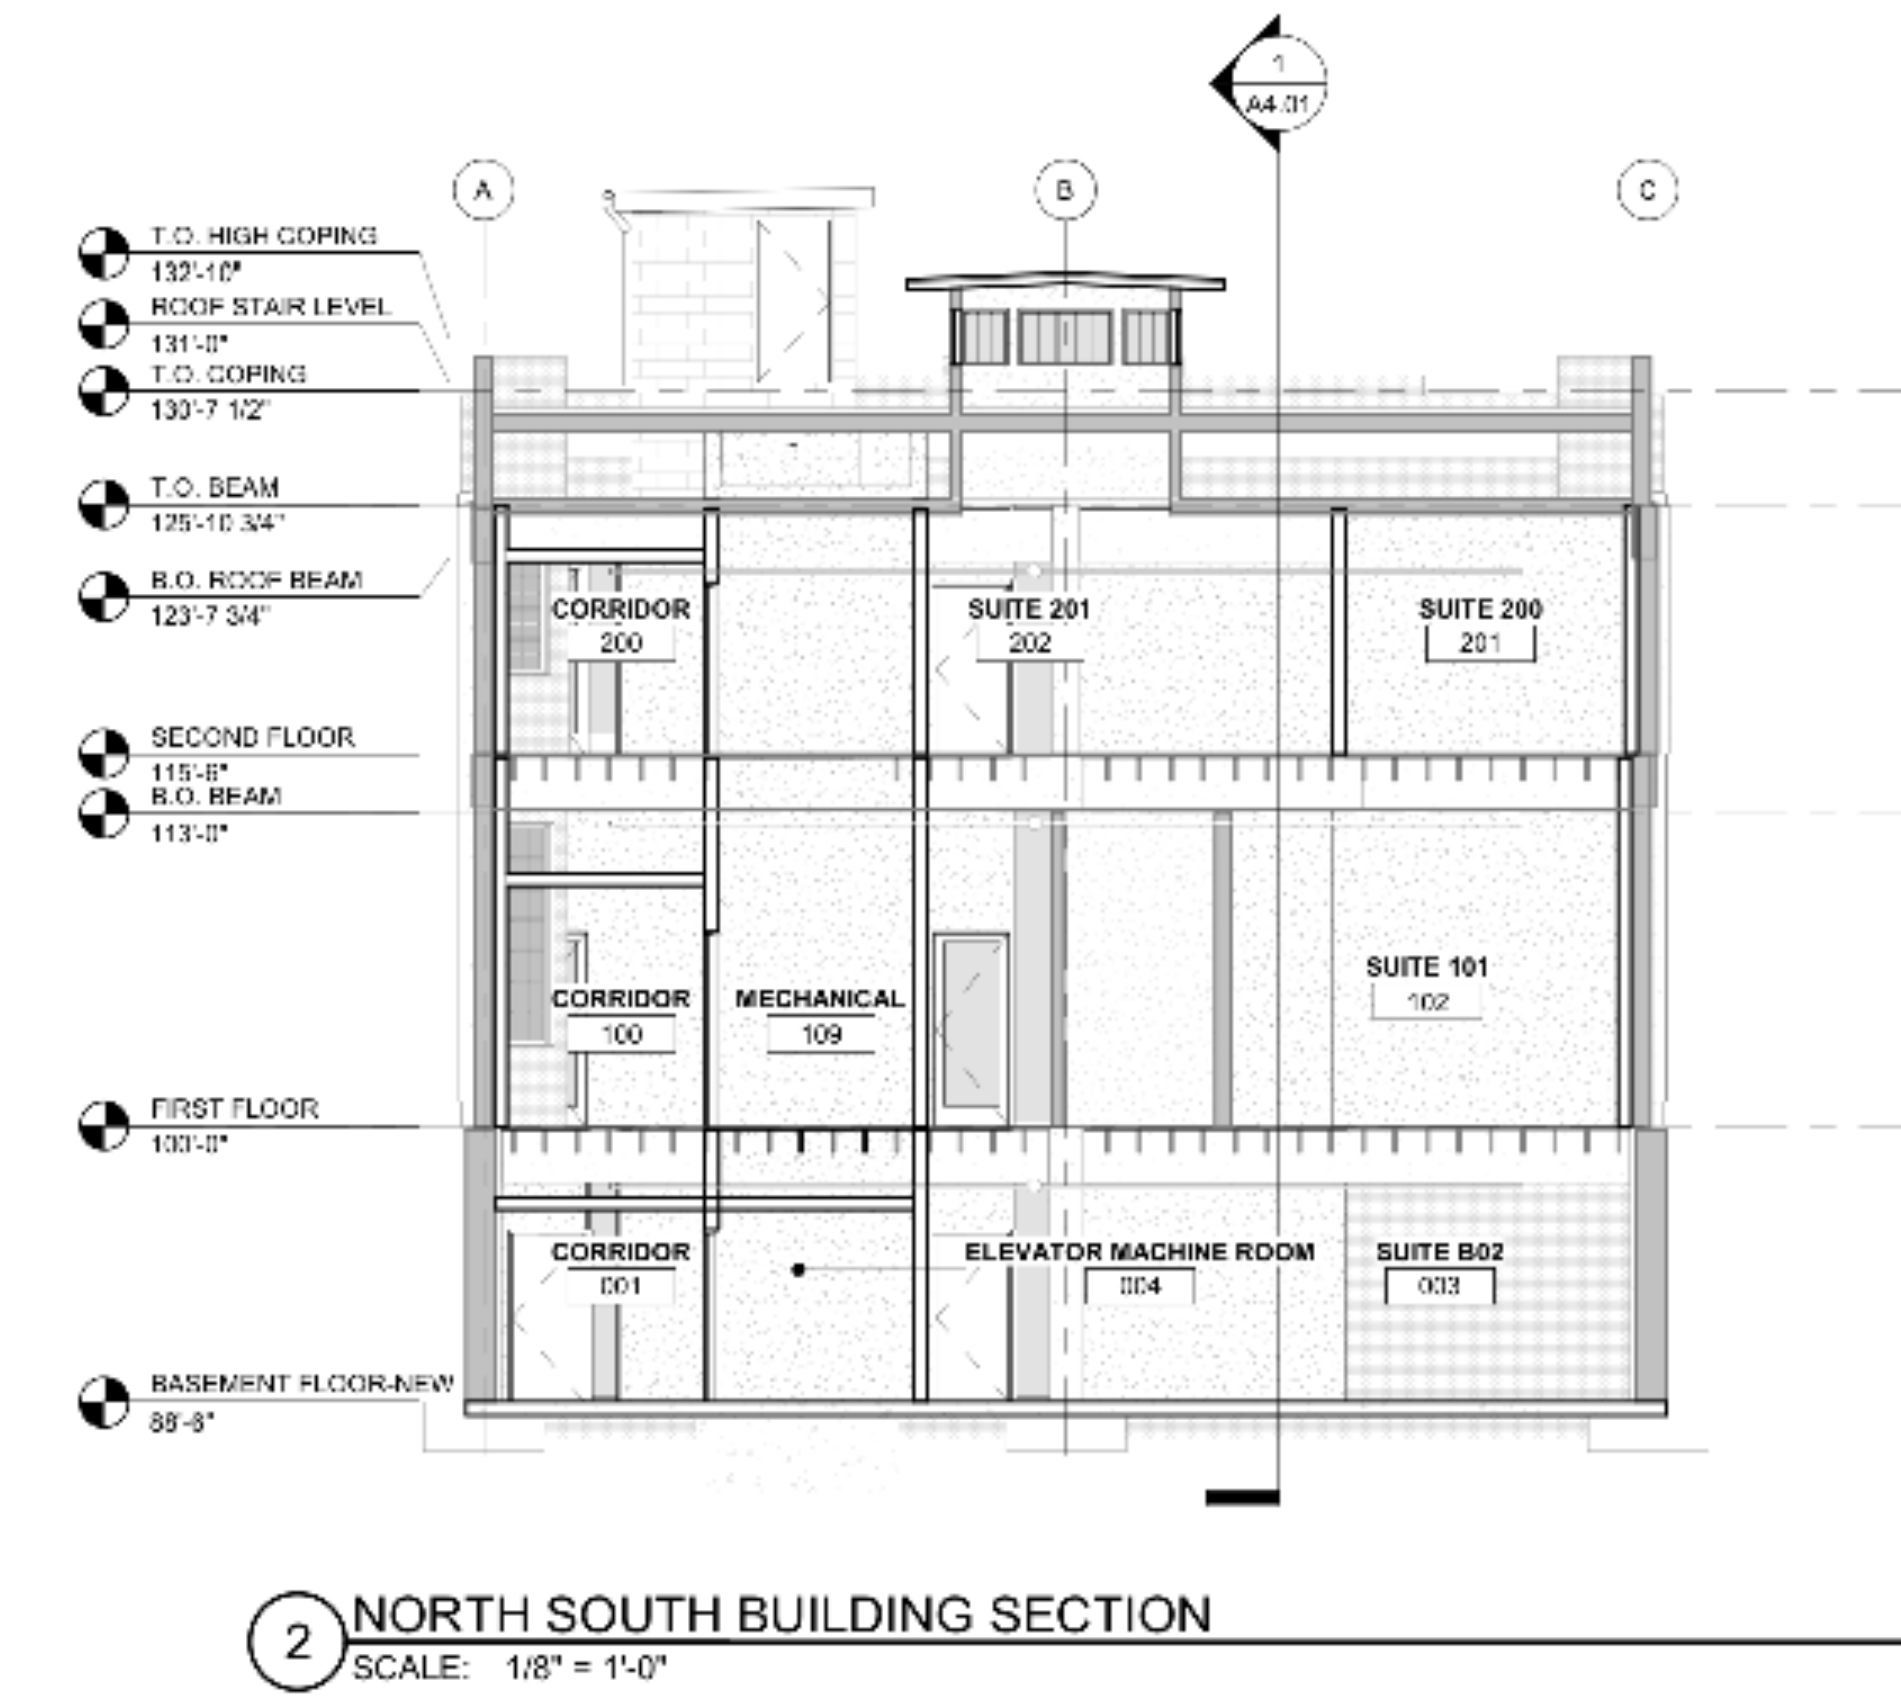 1
A4.01
A
B
C
T.O. HIGH COPING
132'-10"
ROOF STAIR LEVEL
131'-0"
T.O. COPING
130'-7 1/2"
T.O. BEAM
125'-10 3/4"
B.O. ROOF BEAM
123'-7 3/4"
CORRIDOR
200
SUITE 201
202
SUITE 200
201
SECOND FLOOR
115'-6"
B.O. BEAM
113'-0"
SUITE 101
102
CORRIDOR
100
MECHANICAL
109
FIRST FLOOR
100'-0"
CORRIDOR
001
ELEVATOR MACHINE ROOM
004
SUITE B02
003
BASEMENT FLOOR-NEW
88'-6"
2
NORTH SOUTH BUILDING SECTION
SCALE: 1/8" = 1'-0"